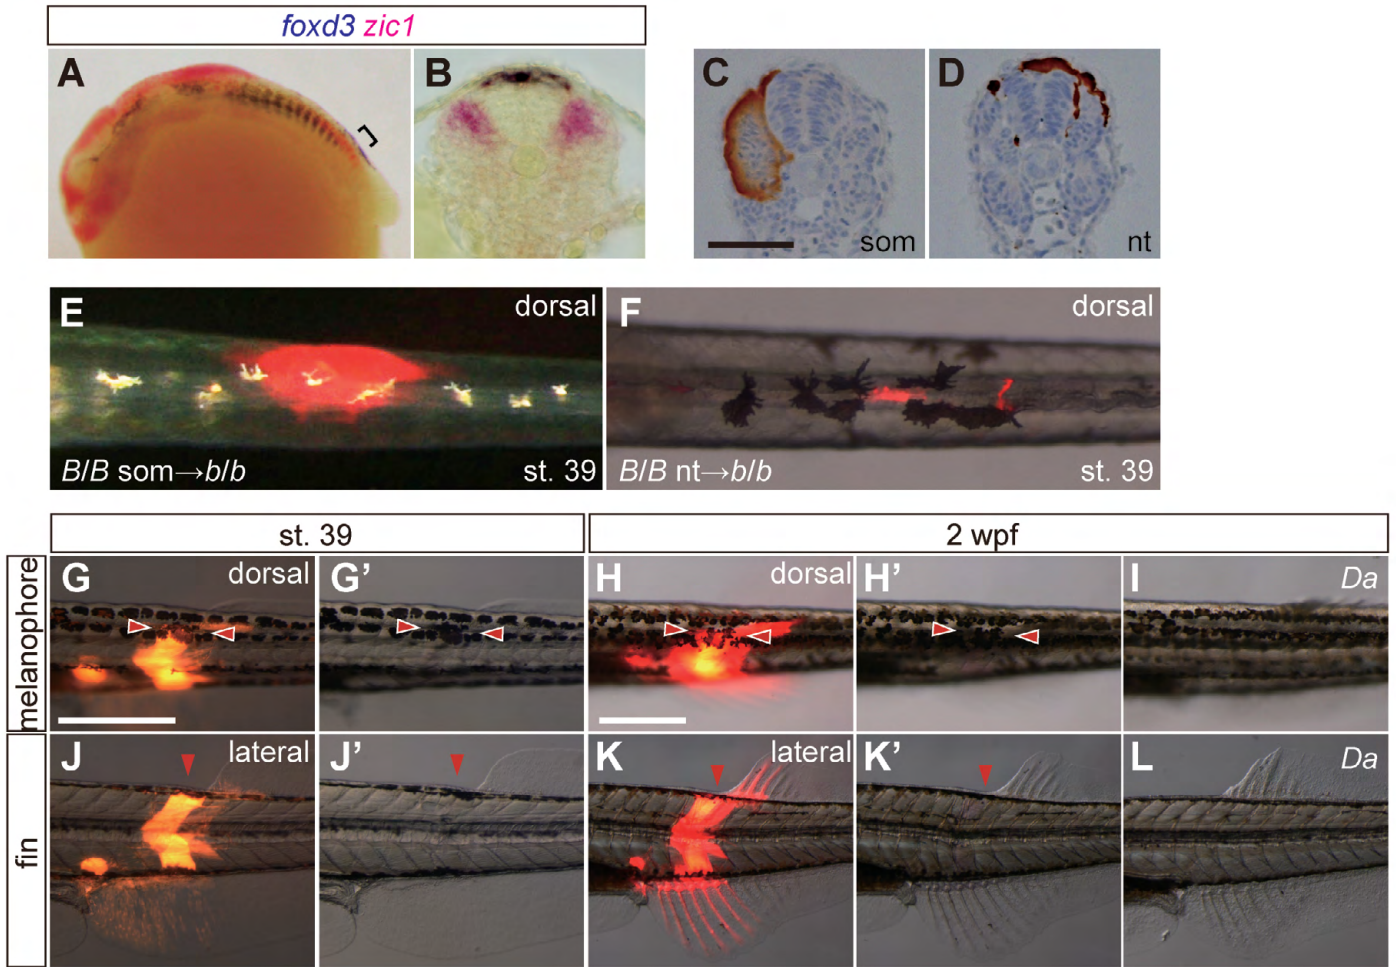 foxd3 zic1
A
B
C
som
D
nt
E
dorsal
B/B som→b/b
st. 39
F
dorsal
B/B nt→b/b
st. 39
st. 39
2 wpf
melanophore
G
dorsal
G’
H
dorsal
H’
I
Da
fin
J
lateral
J’
K
lateral
K’
L
Da